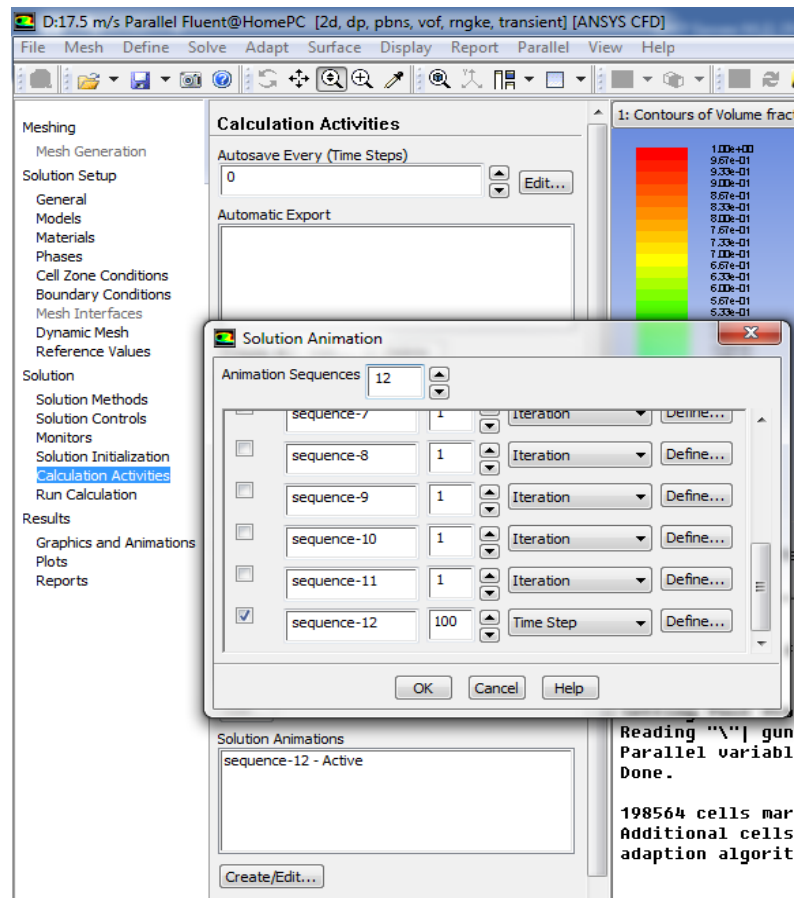 D:17.5 m/s Parallel Fluent@HomePC [2d, dp, pbns, vof, rngke, transient] [ANSYS CFD]
File Mesh Define Solve Adapt Surface Display Report Parallel View Help
Meshing
Mesh Generation
Solution Setup
General
Models
Materials
Phases
Cell Zone Conditions
Boundary Conditions
Mesh Interfaces
Dynamic Mesh
Reference Values
Solution
Solution Methods
Solution Controls
Monitors
Solution Initialization
Calculation Activities
Run Calculation
Results
Graphics and Animations
Plots
Reports
Calculation Activities
Autosave Every (Time Steps)
0 Edit...
Automatic Export
1: Contours of Volume frac
1.00e+00
9.67e-01
9.33e-01
9.00e-01
8.67e-01
8.33e-01
8.00e-01
7.67e-01
7.33e-01
7.00e-01
6.67e-01
6.33e-01
6.00e-01
5.67e-01
5.33e-01
Solution Animation
Animation Sequences 12
sequence-7 1 Iteration Define...
sequence-8 1 Iteration Define...
sequence-9 1 Iteration Define...
sequence-10 1 Iteration Define...
sequence-11 1 Iteration Define...
sequence-12 100 Time Step Define...
OK Cancel Help
Solution Animations
sequence-12 - Active
Create/Edit...
Reading "\"| gun
Parallel variabl
Done.
198564 cells mar
Additional cells
adaption algorit